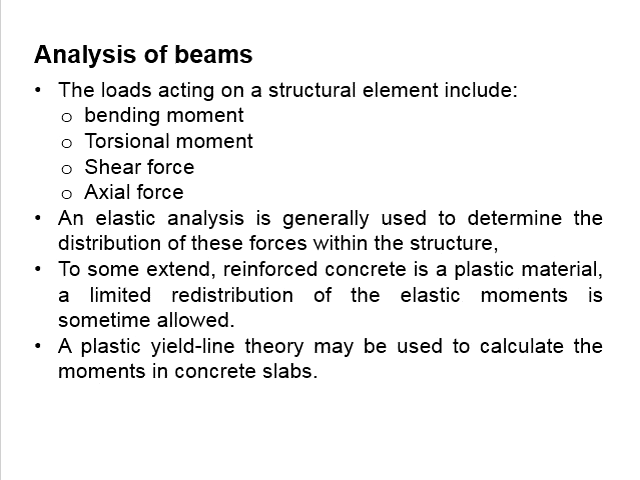 Analysis of beams
• The loads acting on a structural element include:
o bending moment
o Torsional moment
o Shear force
o Axial force
• An elastic analysis is generally used to determine the
distribution of these forces within the structure,
• To some extend, reinforced concrete is a plastic material,
a limited redistribution of the elastic moments is
sometime allowed.
• A plastic yield-line theory may be used to calculate the
moments in concrete slabs.